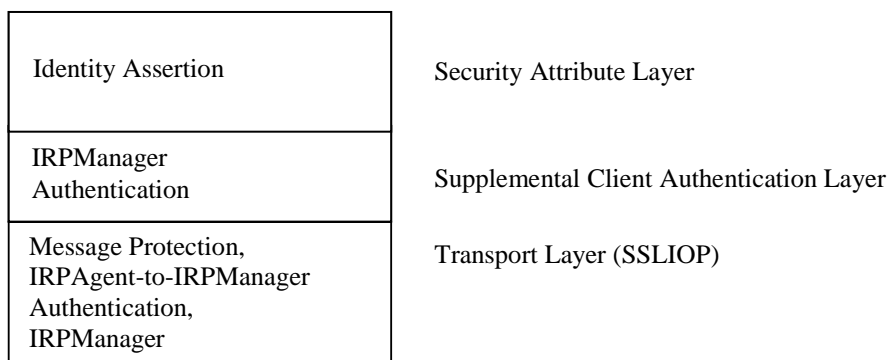 Identity Assertion
Security Attribute Layer
IRPManager
Authentication
Supplemental Client Authentication Layer
Message Protection,
IRPAgent-to-IRPManager
Authentication,
IRPManager
Transport Layer (SSLIOP)